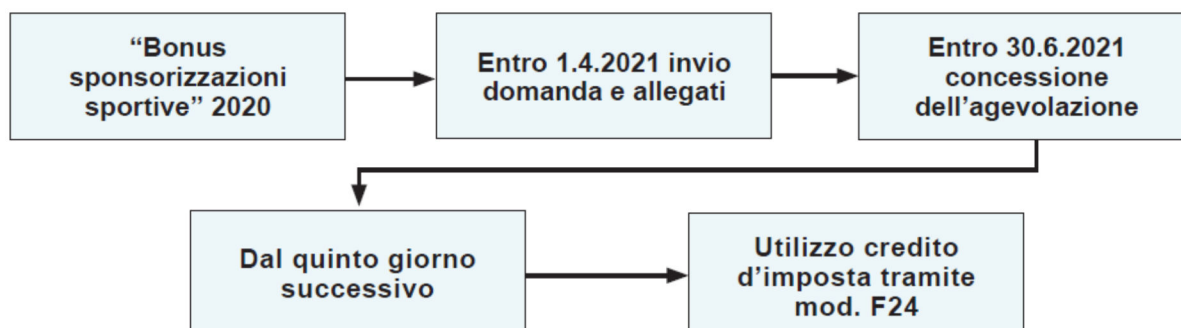 “Bonus
sponsorizzazioni
sportive” 2020
Entro 1.4.2021 invio
domanda e allegati
Entro 30.6.2021
concessione
dell’agevolazione
Dal quinto giorno
successivo
Utilizzo credito
d’imposta tramite
mod. F24